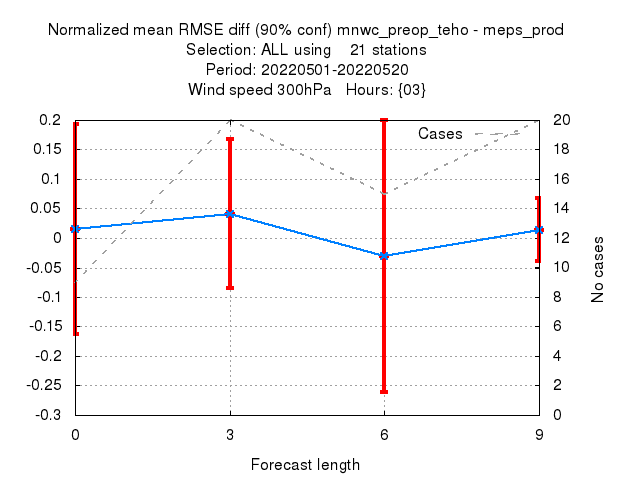 Normalized mean RMSE diff (90% conf) mnwc_preop_teho - meps_prod
Selection: ALL using    21 stations
Period: 20220501-20220520
Wind speed 300hPa   Hours: {03}
Cases
0.2
0.15
0.1
0.05
0
-0.05
-0.1
-0.15
-0.2
-0.25
-0.3
20
18
16
14
12
10
8
6
4
2
0
No cases
0 3 6 9
Forecast length